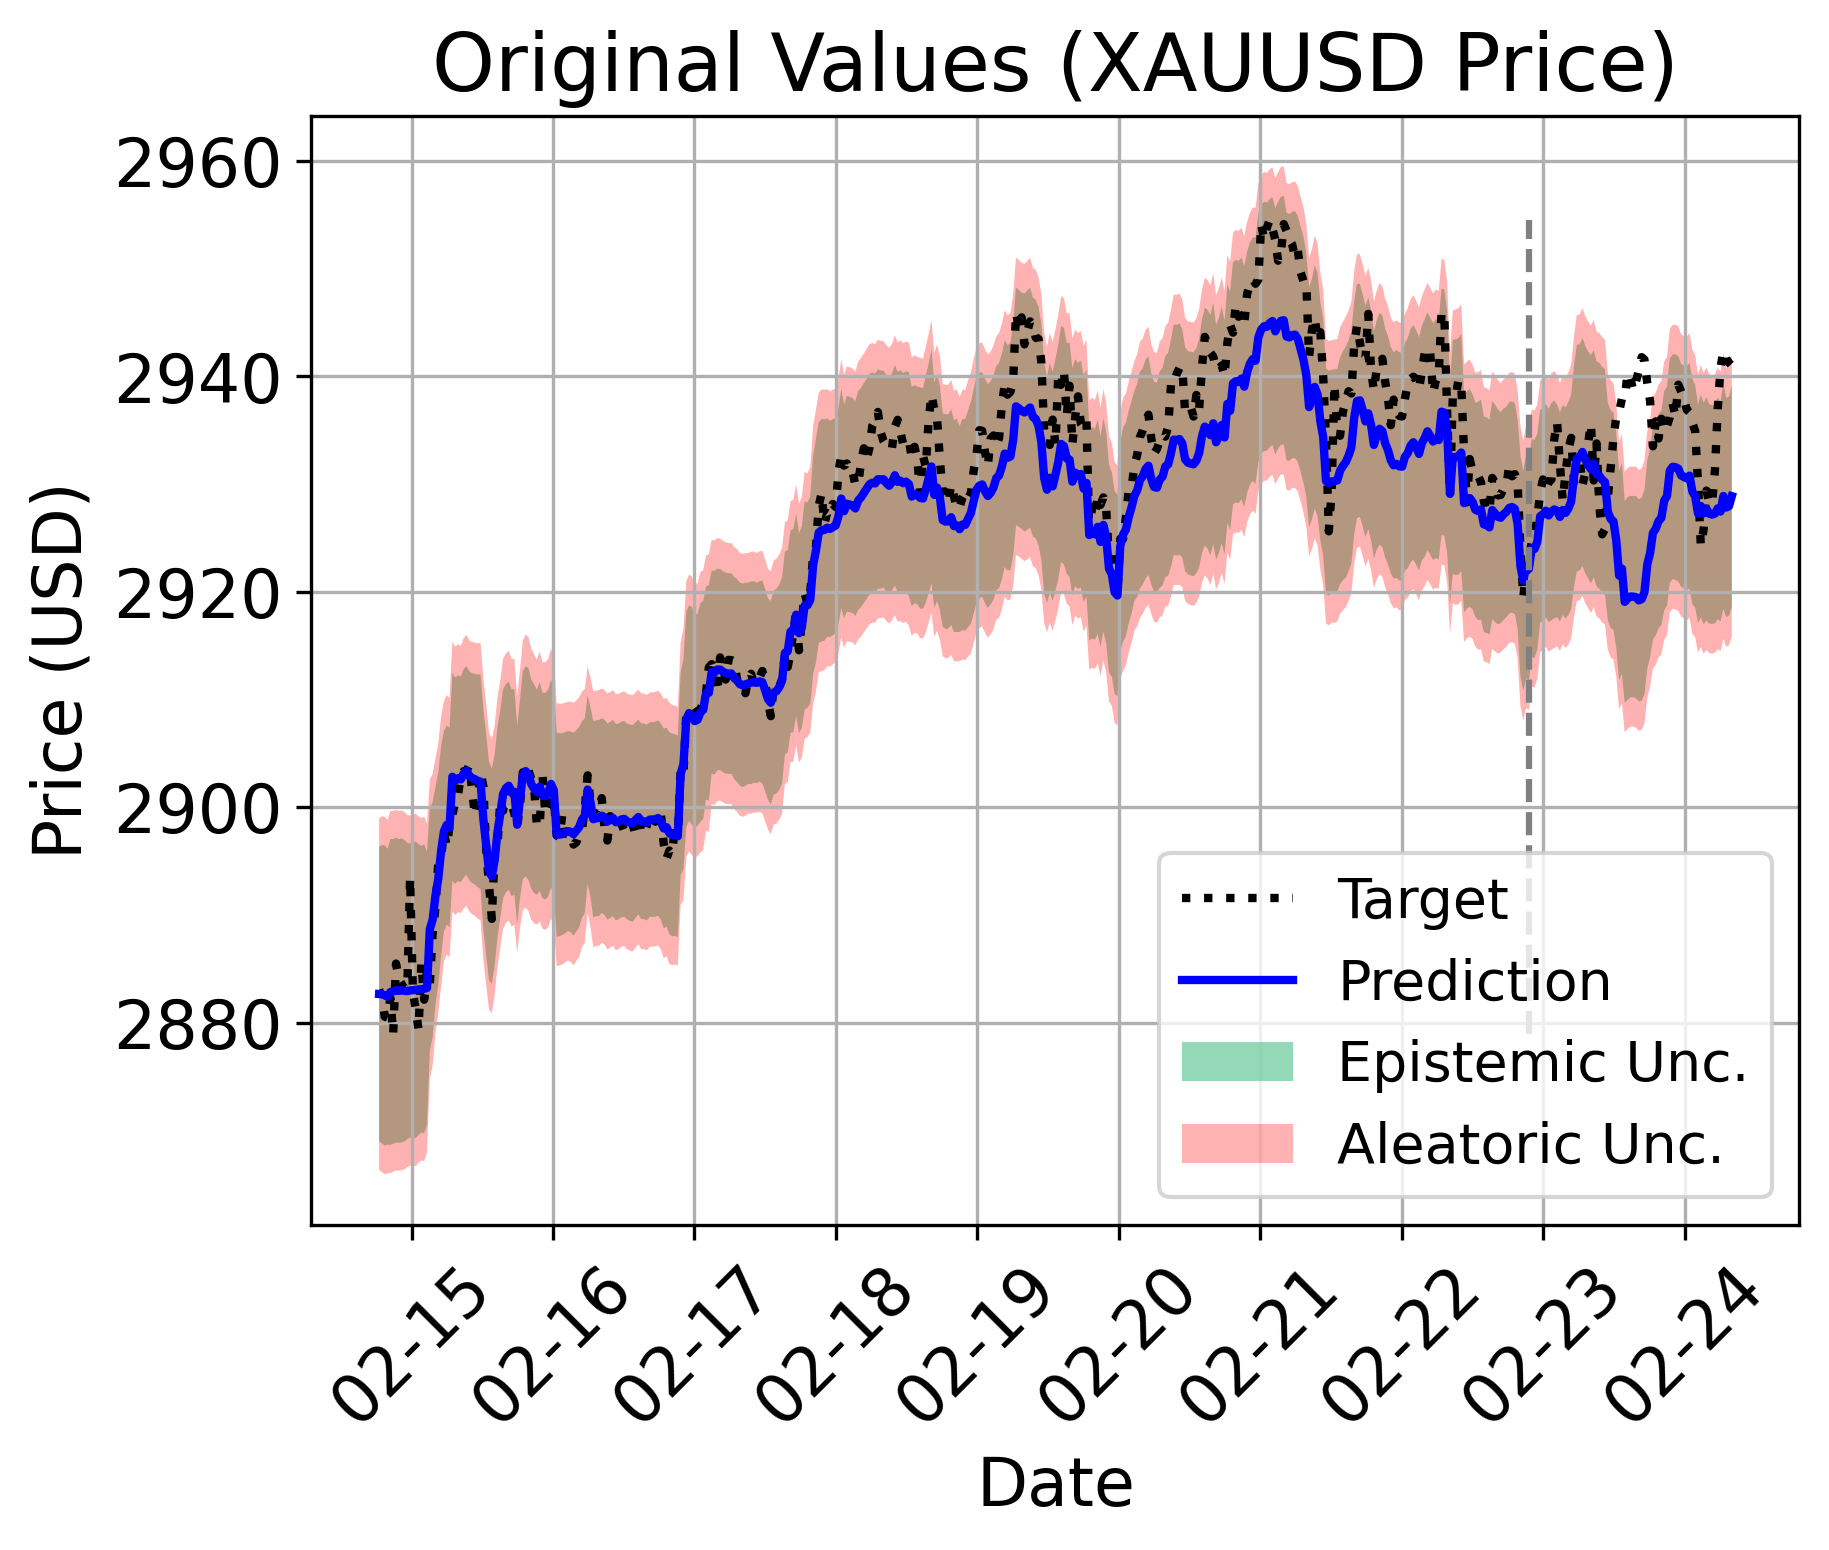 Original Values (XAUUSD Price)
Price (USD)
2960
2940
2920
2900
2880
Target
Prediction
Epistemic Unc.
Aleatoric Unc.
02-15
02-16
02-17
02-18
02-19
02-20
02-21
02-22
02-23
02-24
Date